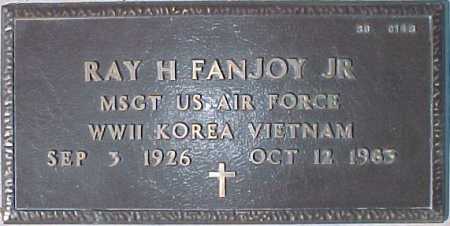 RAY H FANJOY JR
MSGT US AIR FORCE
WWII KOREA VIETNAM
SEP 3 1926 OCT 12 1983